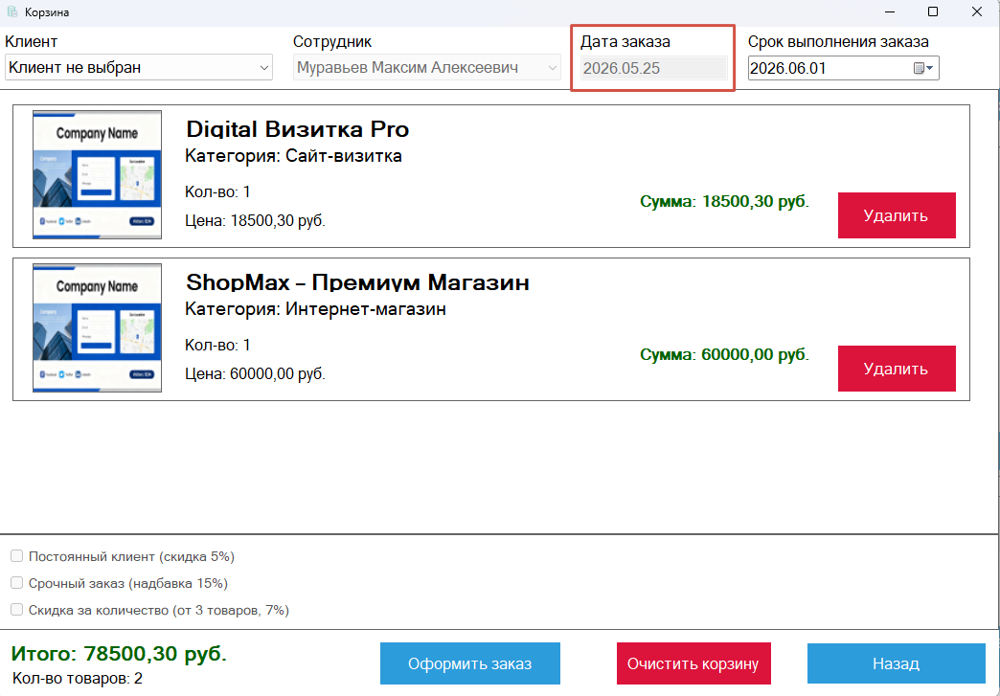 Корзина
Клиент
Сотрудник
Дата заказа
Срок выполнения заказа
Клиент не выбран
Муравьев Максим Алексеевич
2026.05.25
2026.06.01
Company Name
Digital Визитка Pro
Категория: Сайт-визитка
Кол-во: 1
Цена: 18500,30 руб.
Сумма: 18500,30 руб.
Удалить
Company Name
ShopMax – Премиум Магазин
Категория: Интернет-магазин
Кол-во: 1
Цена: 60000,00 руб.
Сумма: 60000,00 руб.
Удалить
Постоянный клиент (скидка 5%)
Срочный заказ (надбавка 15%)
Скидка за количество (от 3 товаров, 7%)
Итого: 78500,30 руб.
Кол-во товаров: 2
Оформить заказ
Очистить корзину
Назад